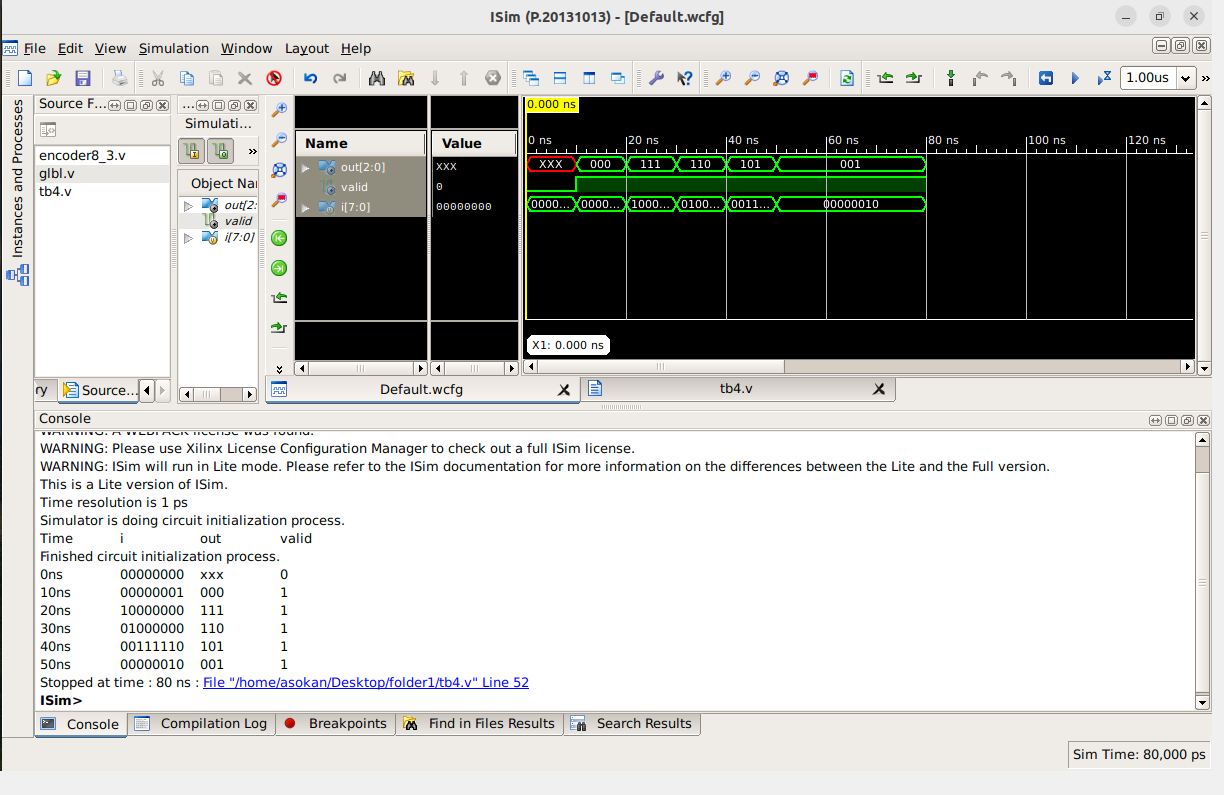 ISim (P.20131013) - [Default.wcfg]
File Edit View Simulation Window Layout Help
1.00us
Instances and Processes
Source F...
encoder8_3.v
glbl.v
tb4.v
ry Source...
...
Simulati...
Object Nar
out[2:
valid
i[7:0]
Name Value
out[2:0] XXX
valid 0
i[7:0] 00000000
0.000 ns
0 ns 20 ns 40 ns 60 ns 80 ns 100 ns 120 ns
XXX 000 111 110 101 001
0000... 0000... 1000... 0100... 0011... 00000010
X1: 0.000 ns
Default.wcfg tb4.v
Console
WARNING: A WEBPACK license was found.
WARNING: Please use Xilinx License Configuration Manager to check out a full ISim license.
WARNING: ISim will run in Lite mode. Please refer to the ISim documentation for more information on the differences between the Lite and the Full version.
This is a Lite version of ISim.
Time resolution is 1 ps
Simulator is doing circuit initialization process.
Time i out valid
Finished circuit initialization process.
0ns 00000000 xxx 0
10ns 00000001 000 1
20ns 10000000 111 1
30ns 01000000 110 1
40ns 00111110 101 1
50ns 00000010 001 1
Stopped at time : 80 ns : File "/home/asokan/Desktop/folder1/tb4.v" Line 52
ISim>
Console Compilation Log Breakpoints Find in Files Results Search Results
Sim Time: 80,000 ps